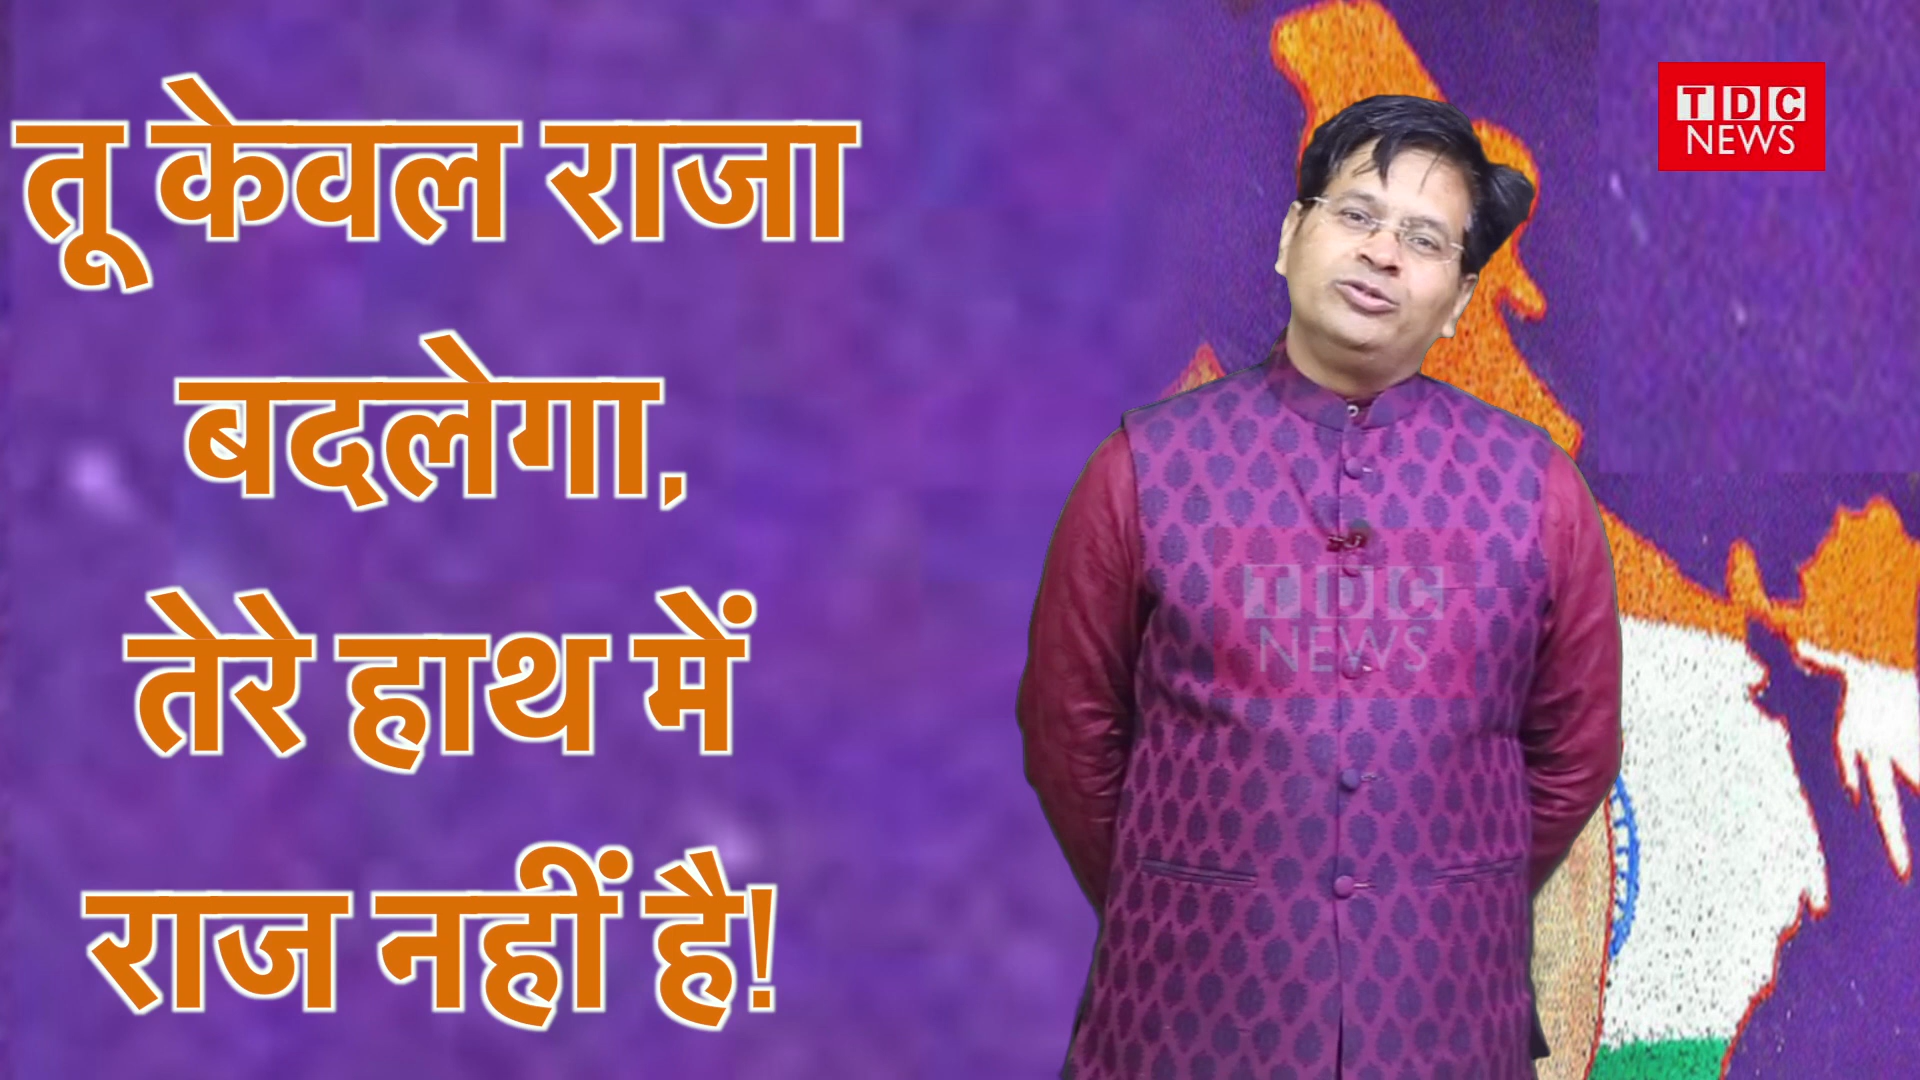 तू केवल राजा
बदलेगा,
तेरे हाथ में
राज नहीं है!
TDC
NEWS
TDC
NEWS